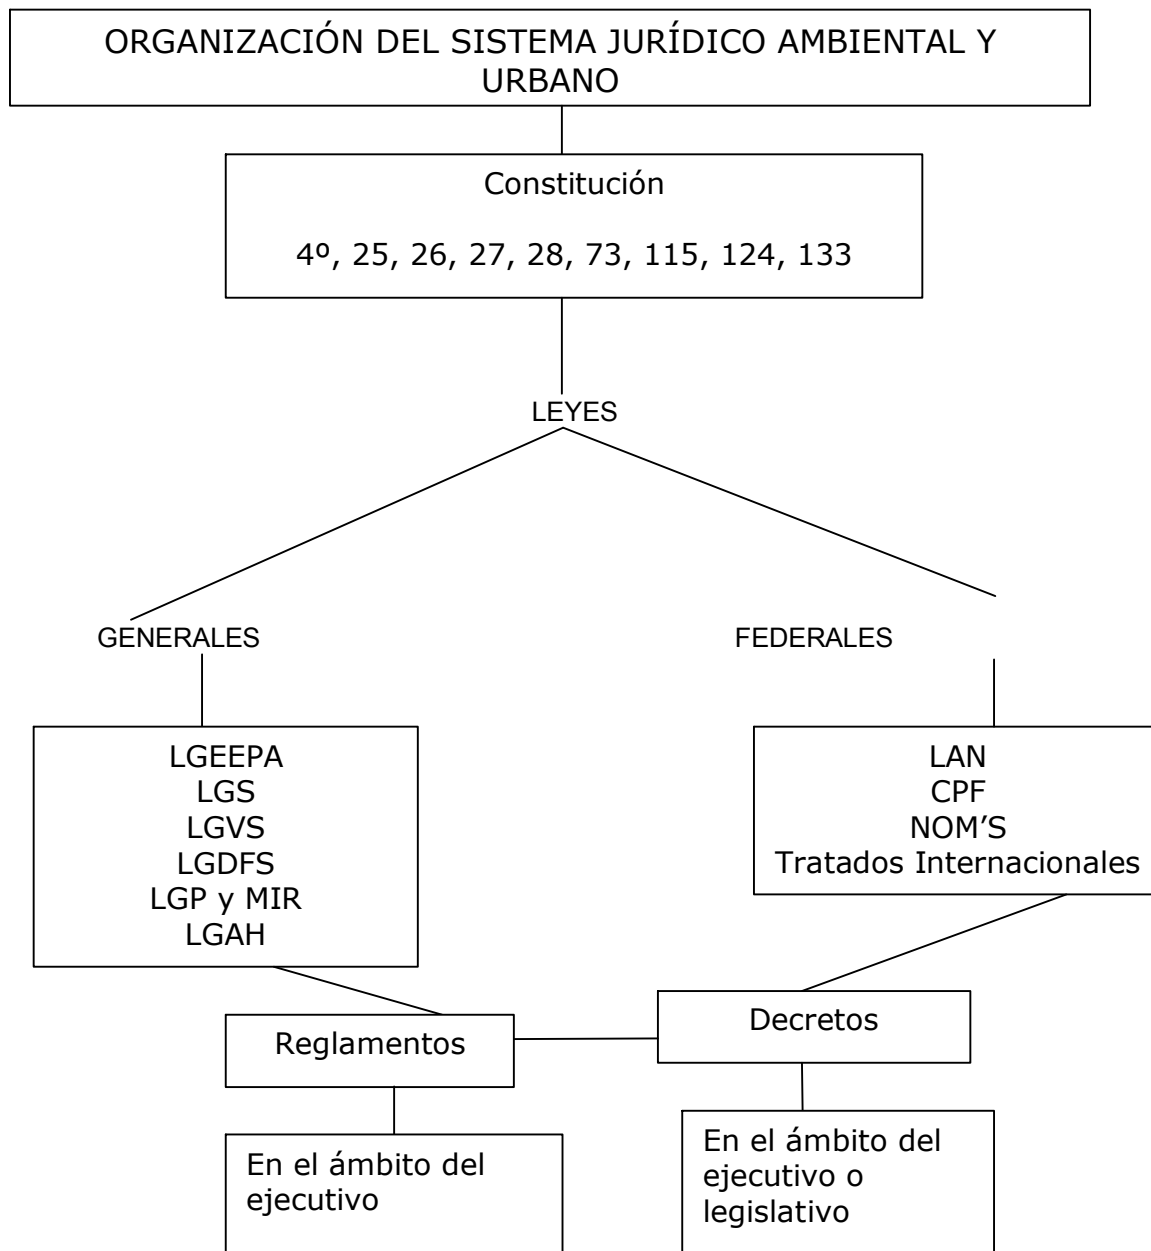 ORGANIZACIÓN DEL SISTEMA JURÍDICO AMBIENTAL Y
URBANO
Constitución
4º, 25, 26, 27, 28, 73, 115, 124, 133
LEYES
GENERALES
FEDERALES
LGEEPA
LGS
LGVS
LGDFS
LGP y MIR
LGAH
LAN
CPF
NOM’S
Tratados Internacionales
Reglamentos
Decretos
En el ámbito del
ejecutivo
En el ámbito del
ejecutivo o
legislativo